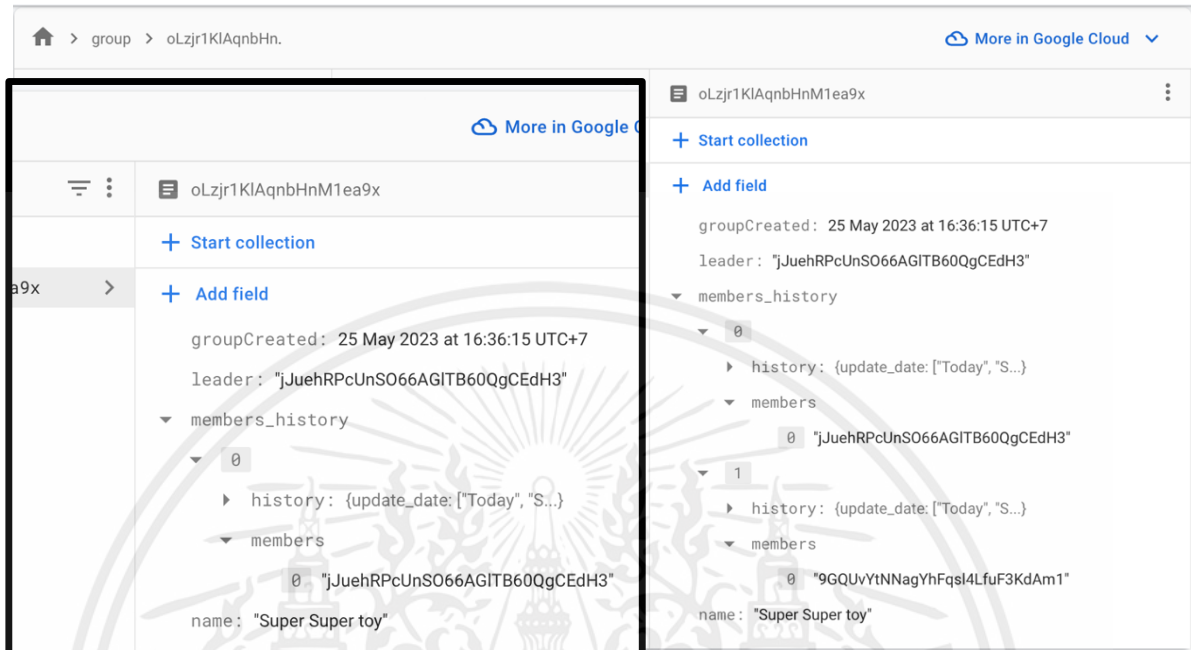 group
oLzjr1KlAqnbHn.
More in Google Cloud
More in Google
oLzjr1KlAqnbHnM1ea9x
Start collection
a9x
Add field
groupCreated: 25 May 2023 at 16:36:15 UTC+7
leader: "jJuehRPcUnSO66AGlTB60QgCEdH3"
members_history
0
history: {update_date: ["Today", "S...}
members
0 "jJuehRPcUnSO66AGlTB60QgCEdH3"
name: "Super Super toy"
oLzjr1KlAqnbHnM1ea9x
Start collection
Add field
groupCreated: 25 May 2023 at 16:36:15 UTC+7
leader: "jJuehRPcUnSO66AGlTB60QgCEdH3"
members_history
0
history: {update_date: ["Today", "S...}
members
0 "jJuehRPcUnSO66AGlTB60QgCEdH3"
1
history: {update_date: ["Today", "S...}
members
0 "9GQUvYtNNagYhFqsl4LfuF3KdAm1"
name: "Super Super toy"